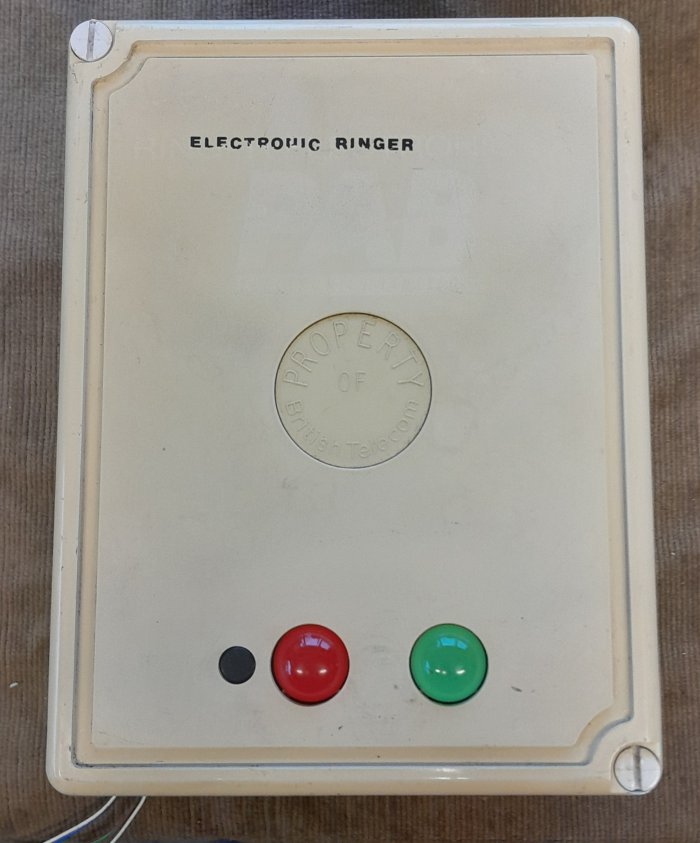 ELECTRONIC RINGER
PROPERTY
OF
British Telecom